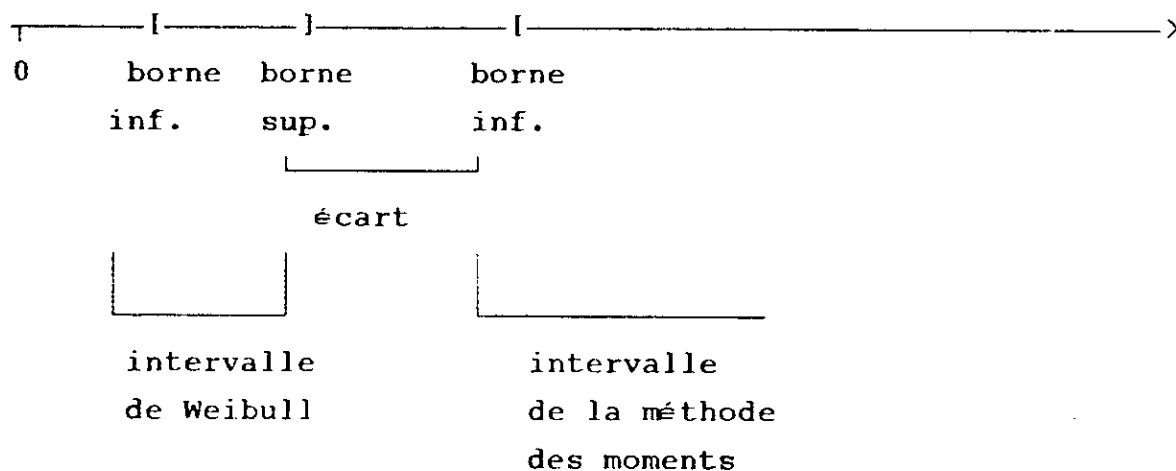 [ ] [
0 borne borne borne
inf. sup. inf.
écart
intervalle intervalle
de Weibull de la méthode
des moments